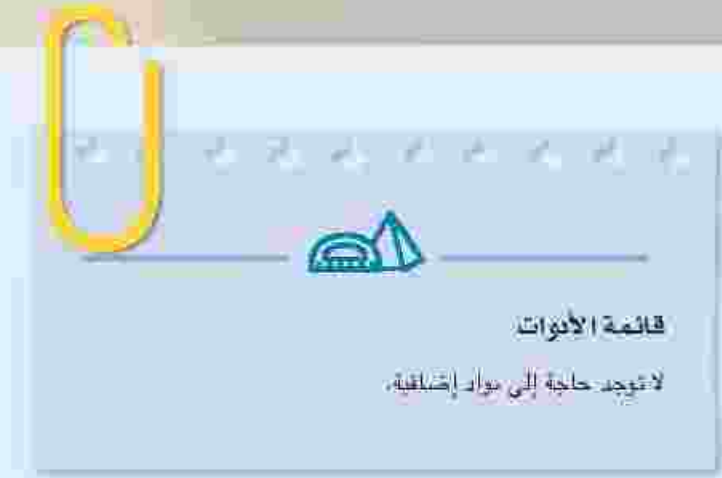 قائمة الأدوات
لا توجد حاجة إلى مواد إضافية.